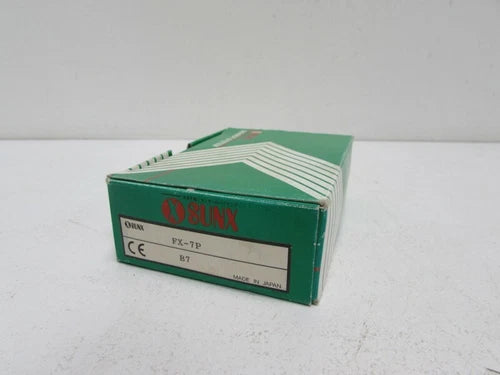 SUNX
SUNX
FX-7P
CE
B7
MADE IN JAPAN